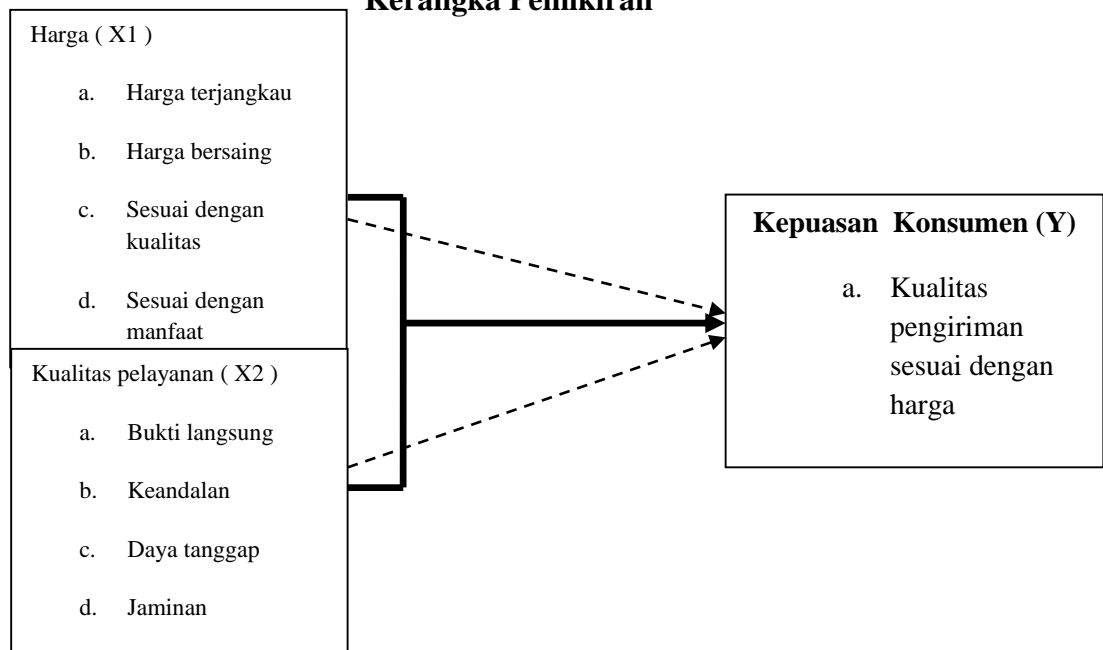 Kerangka Pemikiran
Harga ( X1 )
a. Harga terjangkau
b. Harga bersaing
c. Sesuai dengan
kualitas
d. Sesuai dengan
manfaat
Kualitas pelayanan ( X2 )
a. Bukti langsung
b. Keandalan
c. Daya tanggap
d. Jaminan
Kepuasan Konsumen (Y)
a. Kualitas
pengiriman
sesuai dengan
harga